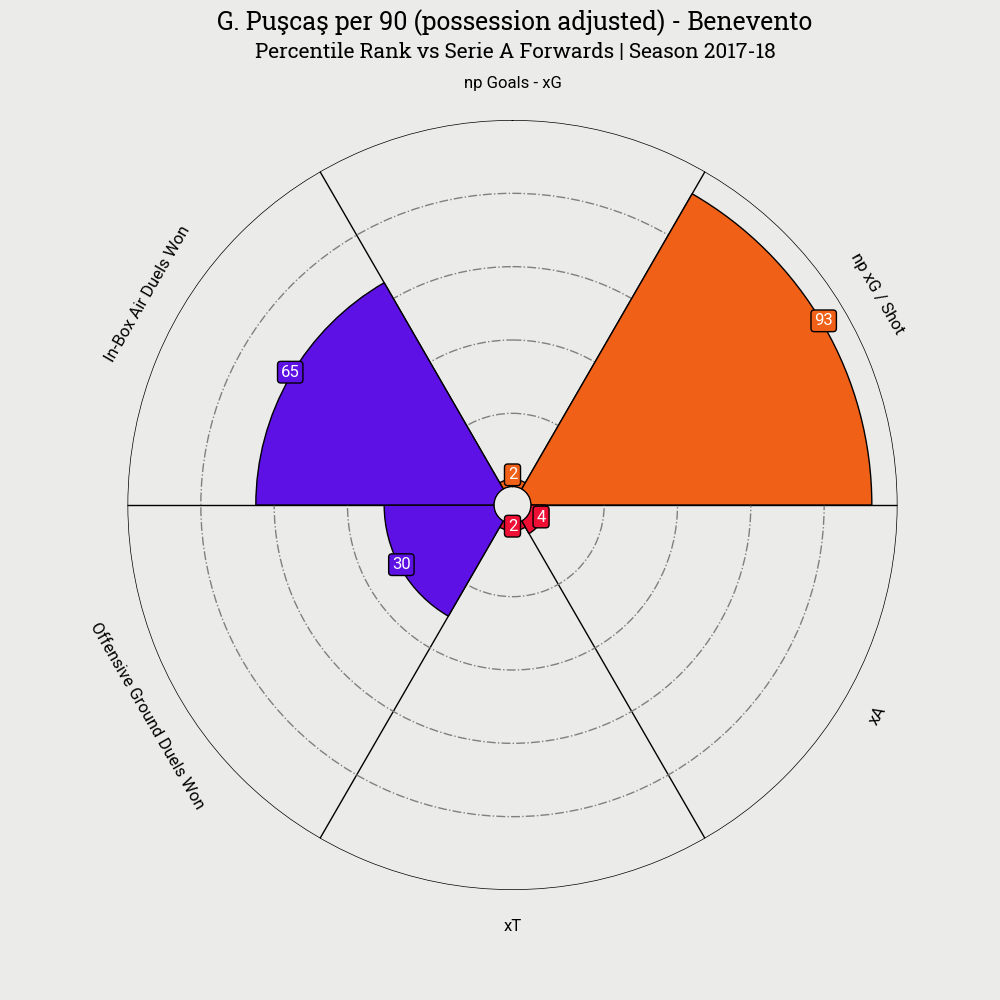 G. Puşcaş per 90 (possession adjusted) - Benevento
Percentile Rank vs Serie A Forwards | Season 2017-18
np Goals - xG
np xG / Shot
In-Box Air Duels Won
93
65
2
4
2
30
Offensive Ground Duels Won
xA
xT